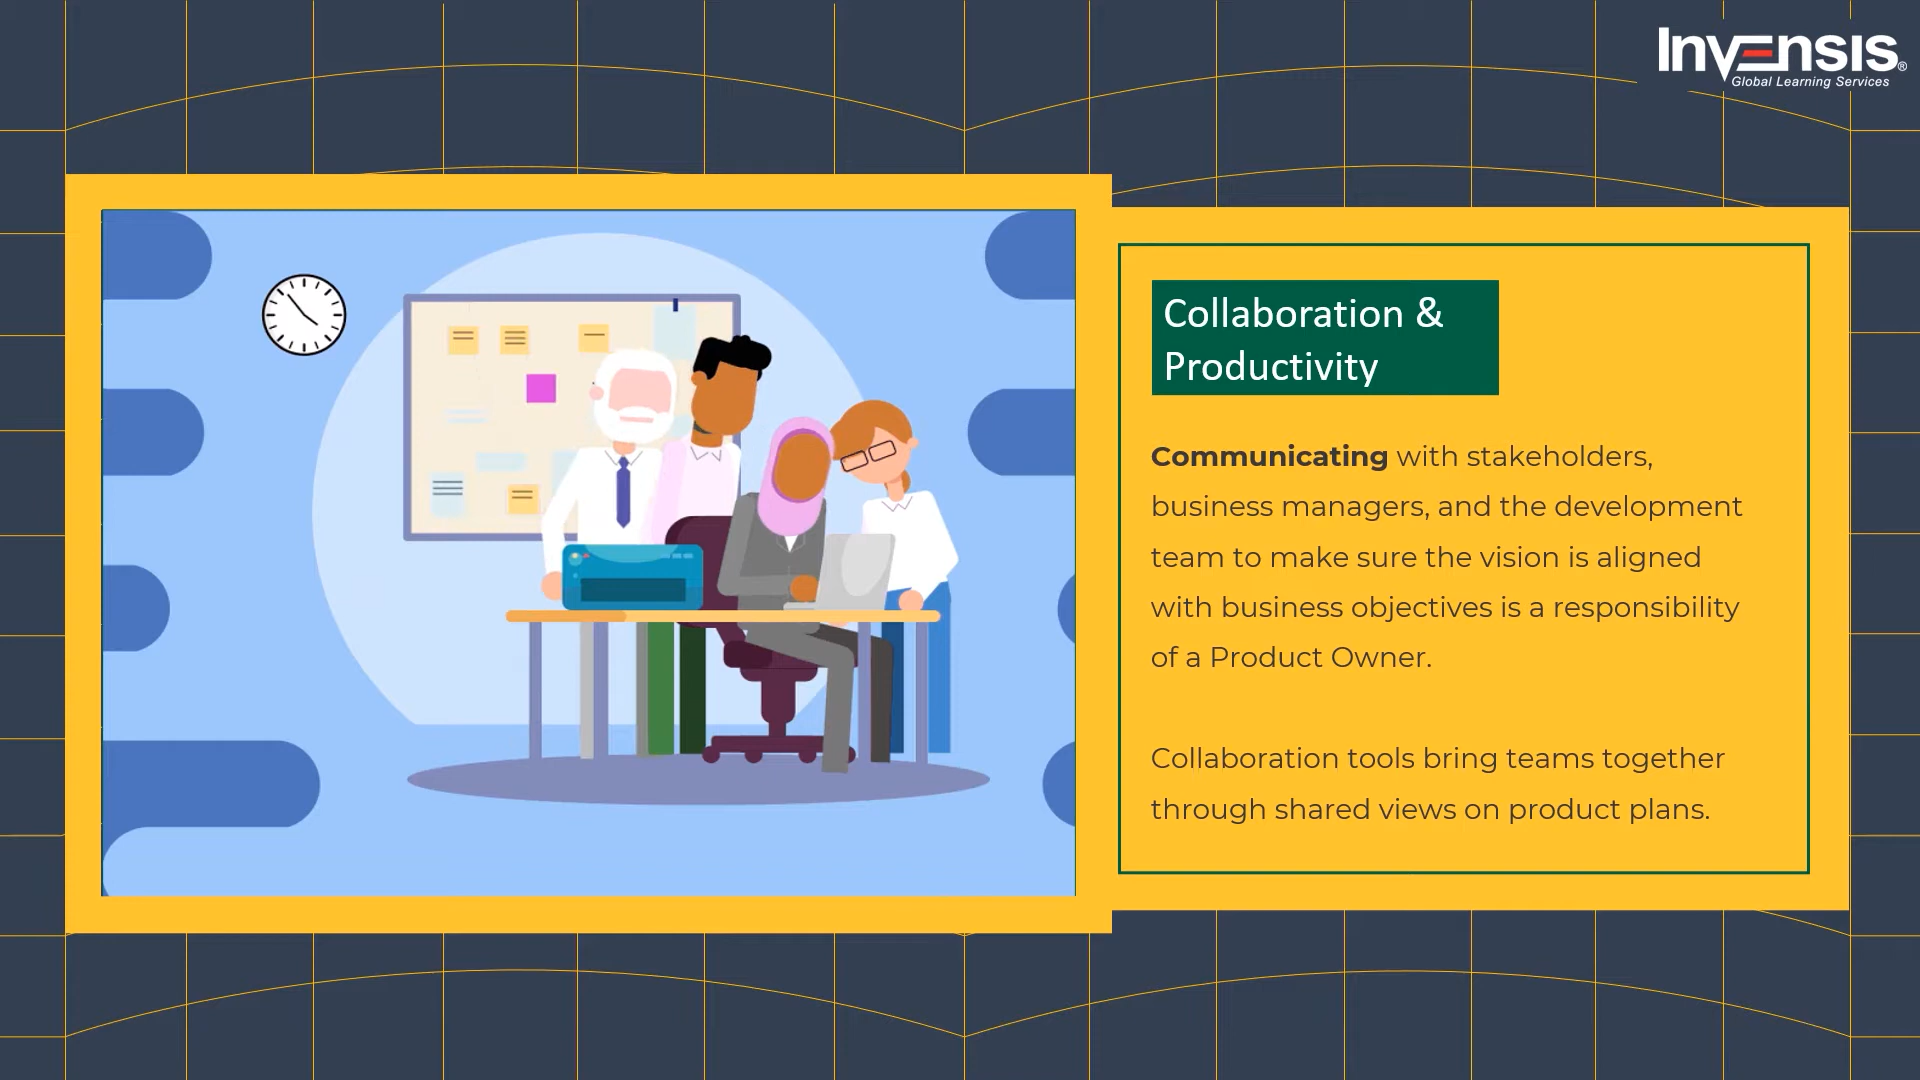 Invensis®
Global Learning Services
Collaboration &
Productivity
Communicating with stakeholders,
business managers, and the development
team to make sure the vision is aligned
with business objectives is a responsibility
of a Product Owner.
Collaboration tools bring teams together
through shared views on product plans.